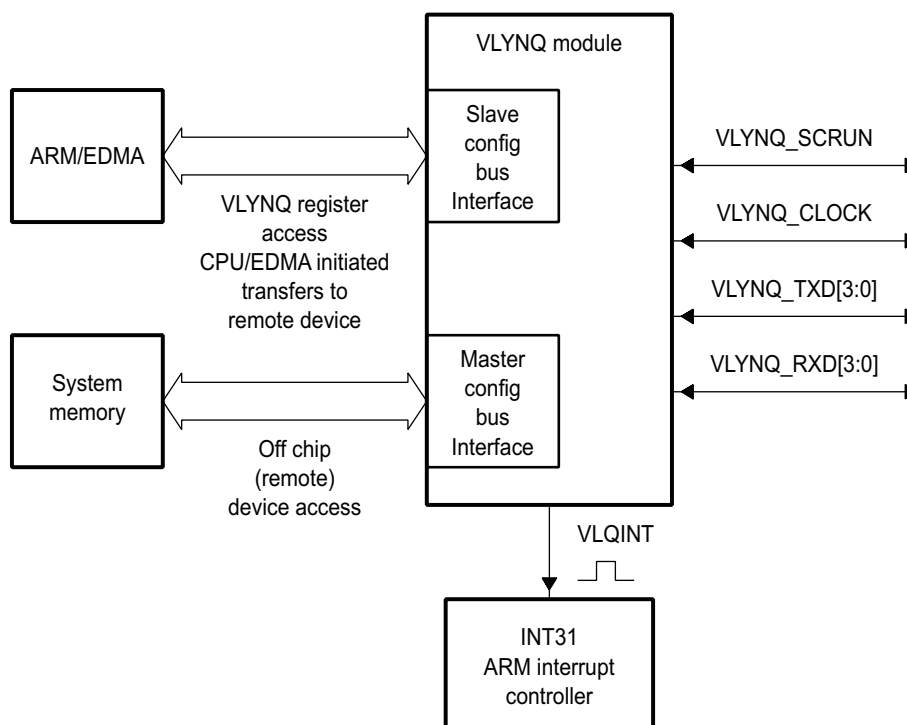 VLYNQ module
ARM/EDMA
Slave
config
bus
Interface
VLYNQ register
access
CPU/EDMA initiated
transfers to
remote device
System
memory
Master
config
bus
Interface
Off chip
(remote)
device access
VLYNQ_SCRUN
VLYNQ_CLOCK
VLYNQ_TXD[3:0]
VLYNQ_RXD[3:0]
VLQINT
INT31
ARM interrupt
controller